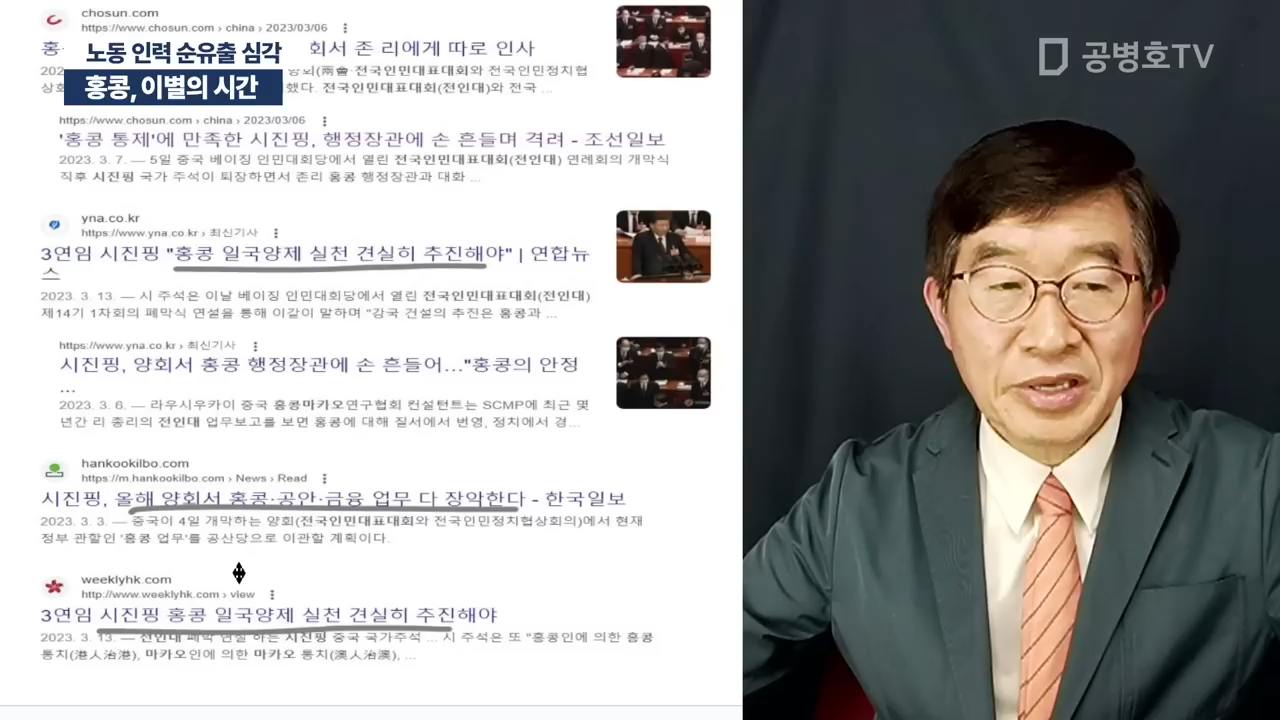 chosun.com
https://www.chosun.com › china › 2023/03/06
노동 인력 순유출 심각
홍콩, 이별의 시간
공병호TV
홍 회서 존 리에게 따로 인사
전국인민대표대회와 전국인민정치협
했다. 전국인민대표대회(전인대)와 전국 ...
https://www.chosun.com › china › 2023/03/06
'홍콩 통제'에 만족한 시진핑, 행정장관에 손 흔들며 격려 - 조선일보
2023. 3. 7. — 5일 중국 베이징 인민대회당에서 열린 전국인민대표대회(전인대) 연례회의 개막식
직후 시진핑 국가 주석이 퇴장하면서 존리 홍콩 행정장관과 대화 ...
yna.co.kr
https://www.yna.co.kr › 최신기사
3연임 시진핑 "홍콩 일국양제 실천 견실히 추진해야" | 연합뉴
스
2023. 3. 13. — 시 주석은 이날 베이징 인민대회당에서 열린 전국인민대표대회(전인대)
제14기 1차회의 폐막식 연설을 통해 이같이 말하며 "강국 건설의 추진은 홍콩과 ...
https://www.yna.co.kr › 최신기사
시진핑, 양회서 홍콩 행정장관에 손 흔들어..."홍콩의 안정
...
2023. 3. 6. — 라우시우카이 중국 홍콩마카오연구협회 컨설턴트는 SCMP에 최근 몇
년간 리 총리의 전인대 업무보고를 보면 홍콩에 대해 질서에서 번영, 정치에서 경...
hankookilbo.com
https://m.hankookilbo.com › News › Read
시진핑, 올해 양회서 홍콩·공안·금융 업무 다 장악한다 - 한국일보
2023. 3. 3. — 중국이 4일 개막하는 양회(전국인민대표대회와 전국인민정치협상회의)에서 현재
정부 관할인 '홍콩 업무'를 공산당으로 이관할 계획이다.
weeklyhk.com
http://www.weeklyhk.com › view
3연임 시진핑 홍콩 일국양제 실천 견실히 추진해야
2023. 3. 13. — 전인대 폐막 연설 하는 시진핑 중국 국가주석 ... 시 주석은 또 "홍콩인에 의한 홍콩
통치(港人治港), 마카오인에 의한 마카오 통치(澳人治澳), ...